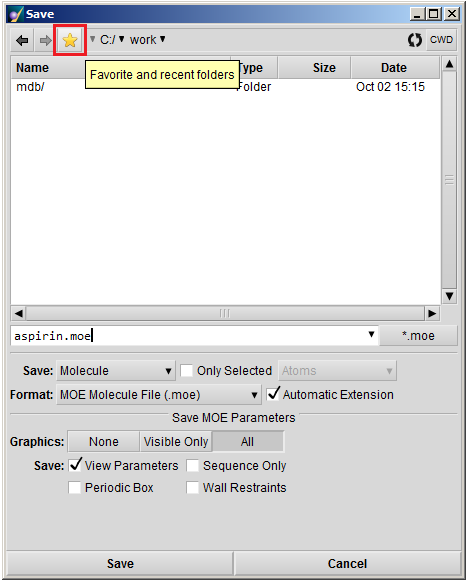 Save
C:/ work CWD
Name Type Size Date
Favorite and recent folders
mdb/ Folder Oct 02 15:15
aspirin.moe *.moe
Save: Molecule Only Selected Atoms
Format: MOE Molecule File (.moe) Automatic Extension
Save MOE Parameters
Graphics: None Visible Only All
Save: View Parameters Sequence Only
Periodic Box Wall Restraints
Save Cancel